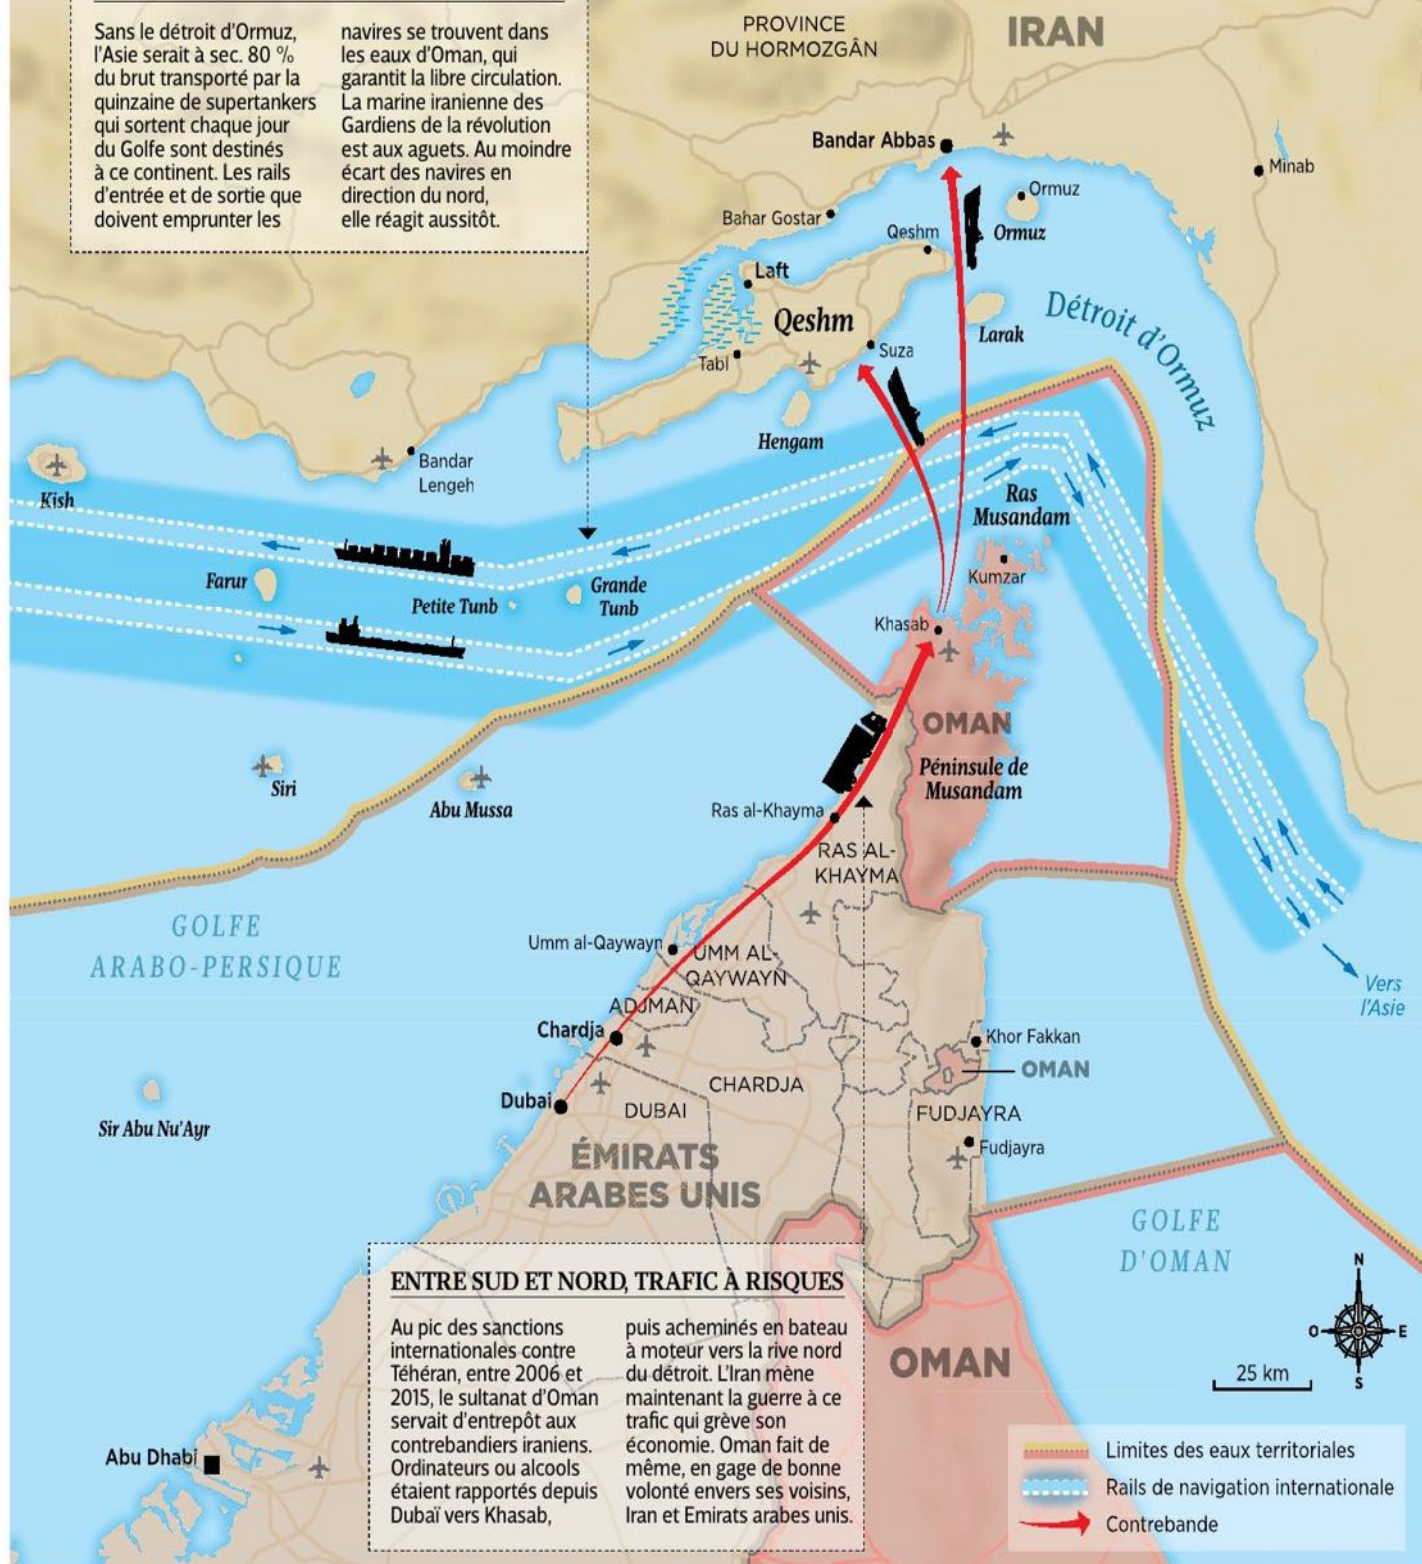 Sans le détroit d'Ormuz,
l'Asie serait à sec. 80 %
du brut transporté par la
quinzaine de supertankers
qui sortent chaque jour
du Golfe sont destinés
à ce continent. Les rails
d'entrée et de sortie que
doivent emprunter les
navires se trouvent dans
les eaux d'Oman, qui
garantit la libre circulation.
La marine iranienne des
Gardiens de la révolution
est aux aguets. Au moindre
écart des navires en
direction du nord,
elle réagit aussitôt.
PROVINCE
DU HORMOZGÂN
IRAN
Bandar Abbas
Minab
Ormuz
Bahar Gostar
Qeshm
Ormuz
Laft
Qeshm
Détroit d'Ormuz
Larak
Suza
Tabl
Hengam
Bandar
Lengeh
Kish
Ras
Musandam
Kumzar
Farur
Petite Tunb
Grande
Tunb
Khasab
OMAN
Péninsule de
Musandam
Siri
Abu Mussa
Ras al-Khayma
RAS AL-
KHAYMA
GOLFE
ARABO-PERSIQUE
Umm al-Qaywayn
UMM AL-
QAYWAYN
ADJMAN
Vers
l'Asie
Chardja
Khor Fakkan
OMAN
CHARDJA
Dubai
DUBAI
FUDJAYRA
Fudjayra
Sir Abu Nu'Ayr
ÉMIRATS
ARABES UNIS
GOLFE
D'OMAN
ENTRE SUD ET NORD, TRAFIC À RISQUES
Au pic des sanctions
internationales contre
Téhéran, entre 2006 et
2015, le sultanat d'Oman
servait d'entrepôt aux
contrebandiers iraniens.
Ordinateurs ou alcools
étaient rapportés depuis
Dubaï vers Khasab,
puis acheminés en bateau
à moteur vers la rive nord
du détroit. L'Iran mène
maintenant la guerre à ce
trafic qui grève son
économie. Oman fait de
même, en gage de bonne
volonté envers ses voisins,
Iran et Emirats arabes unis.
OMAN
Abu Dhabi
N
O
E
S
25 km
Limites des eaux territoriales
Rails de navigation internationale
Contrebande